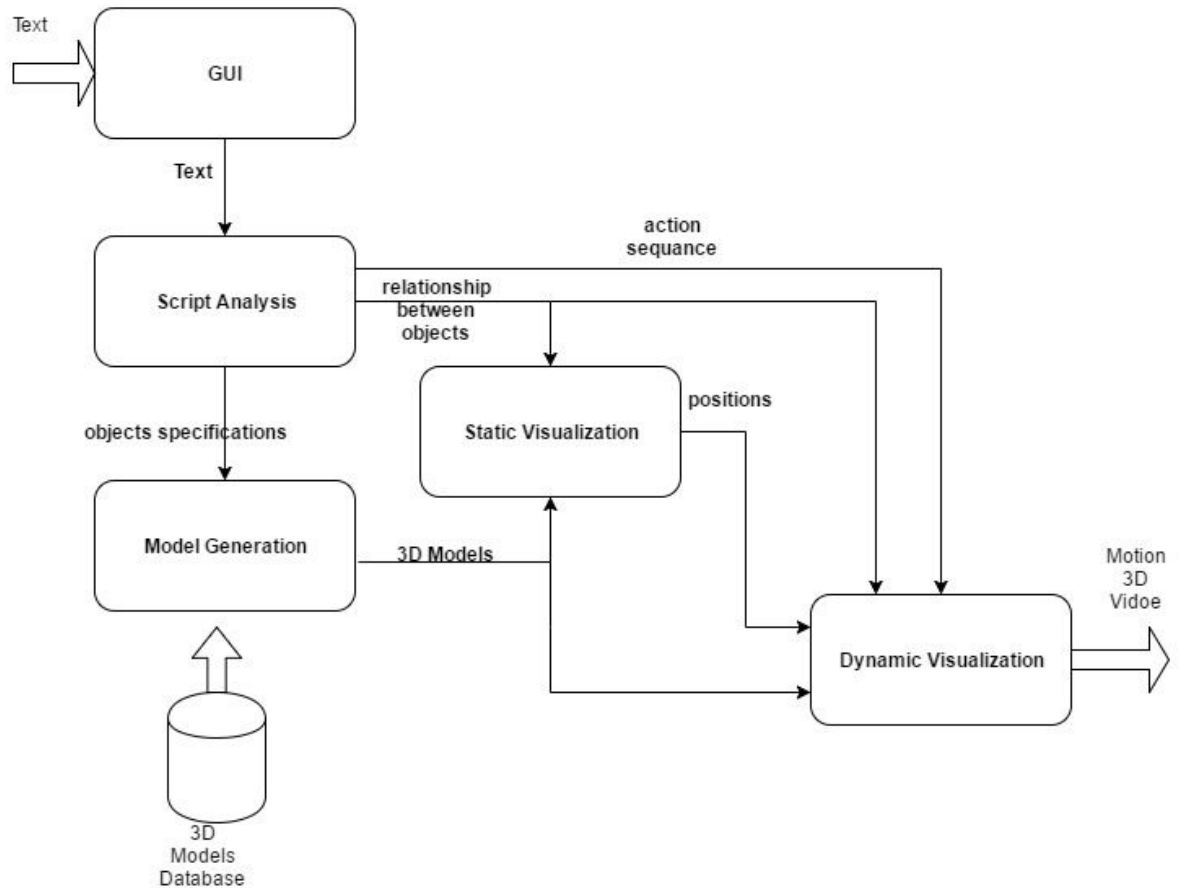 Text
GUI
Text
action
sequance
Script Analysis
relationship
between
objects
positions
Static Visualization
objects specifications
Model Generation
3D Models
Motion
3D
Vidoe
Dynamic Visualization
3D
Models
Database